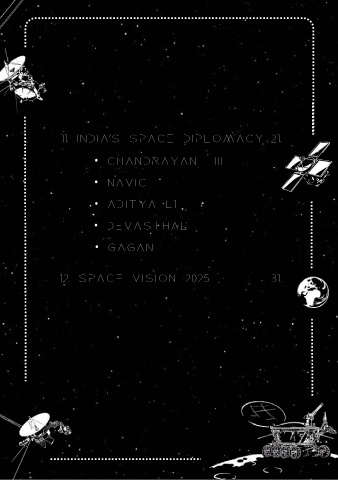 11 INDIA'S SPACE DIPLOMACY 21
• CHANDRAYAN III
• NAVIC
• ADITYA L1
• DEVASTHAL
• GAGAN
12 SPACE VISION 2025 31